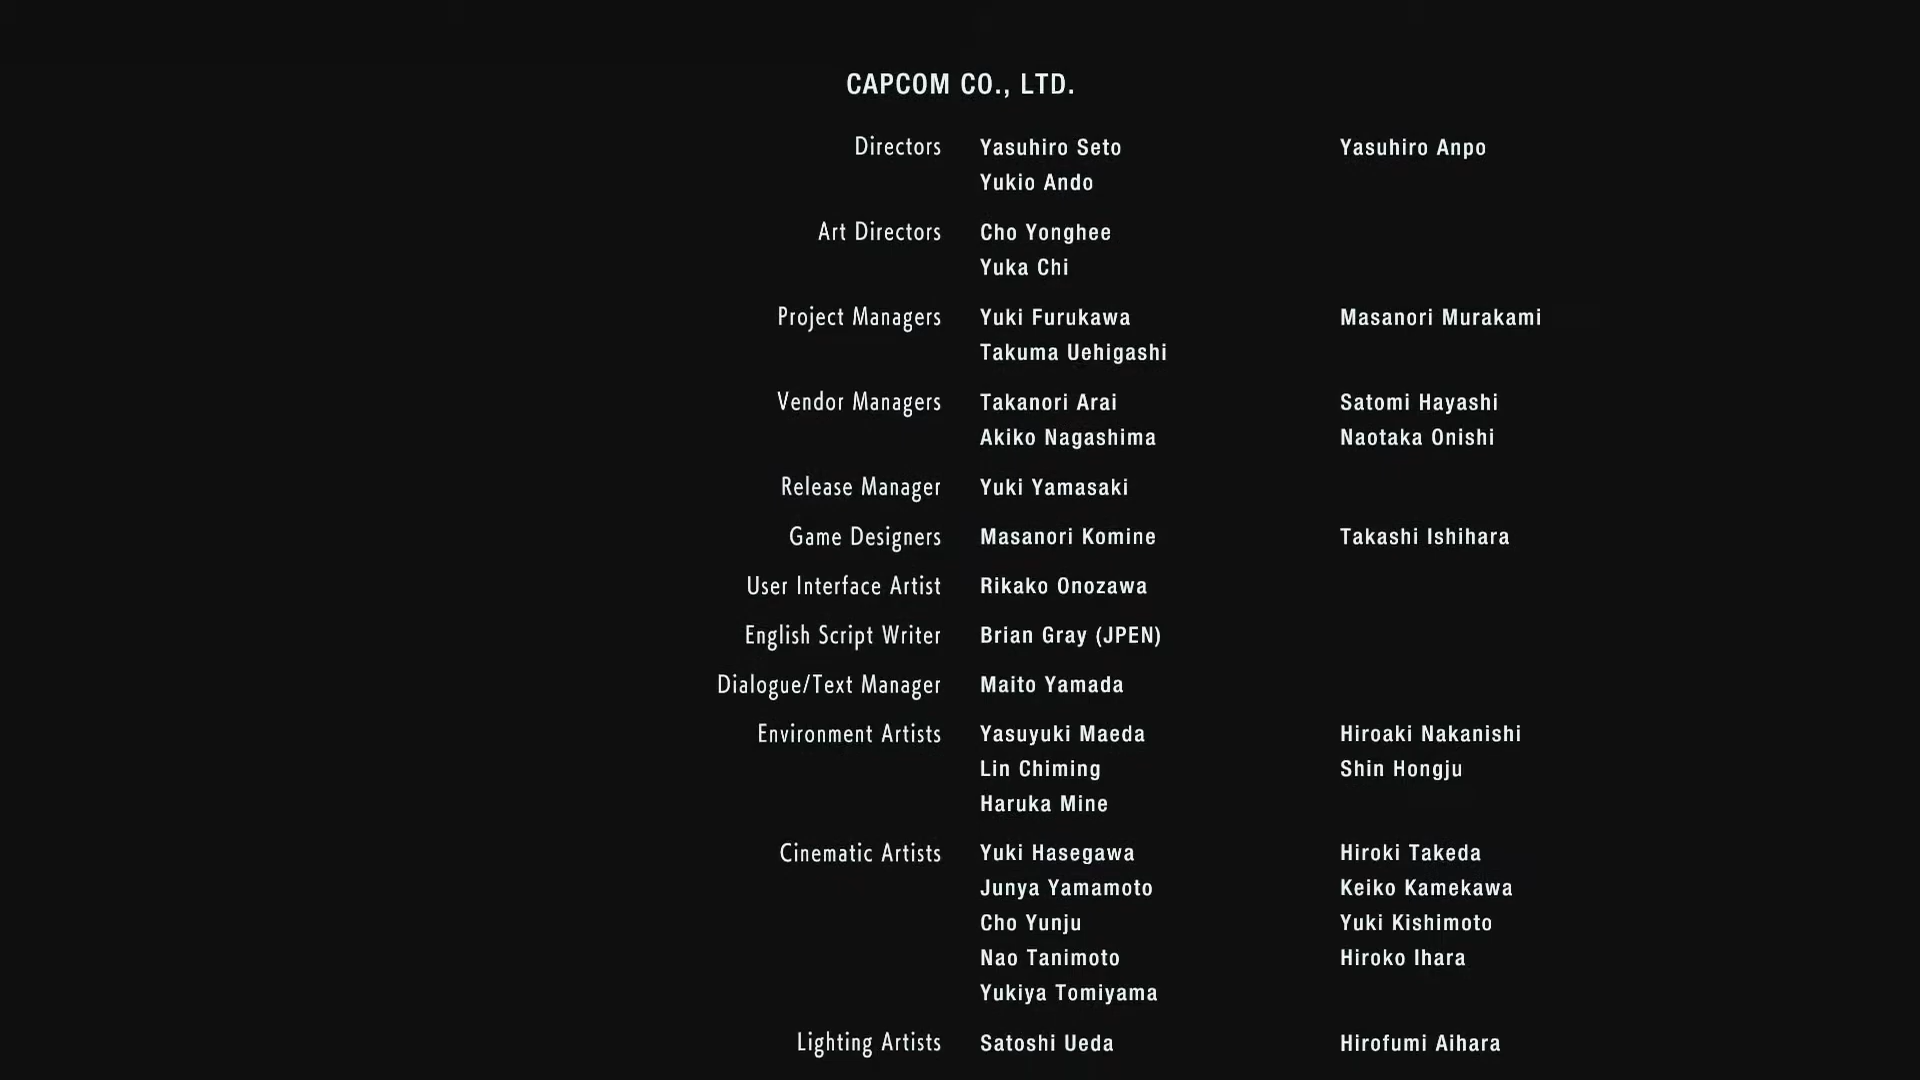 CAPCOM CO., LTD.
Directors Yasuhiro Seto Yasuhiro Anpo
Yukio Ando
Art Directors Cho Yonghee
Yuka Chi
Project Managers Yuki Furukawa Masanori Murakami
Takuma Uehigashi
Vendor Managers Takanori Arai Satomi Hayashi
Akiko Nagashima Naotaka Onishi
Release Manager Yuki Yamasaki
Game Designers Masanori Komine Takashi Ishihara
User Interface Artist Rikako Onozawa
English Script Writer Brian Gray (JPEN)
Dialogue/Text Manager Maito Yamada
Environment Artists Yasuyuki Maeda Hiroaki Nakanishi
Lin Chiming Shin Hongju
Haruka Mine
Cinematic Artists Yuki Hasegawa Hiroki Takeda
Junya Yamamoto Keiko Kamekawa
Cho Yunju Yuki Kishimoto
Nao Tanimoto Hiroko Ihara
Yukiya Tomiyama
Lighting Artists Satoshi Ueda Hirofumi Aihara